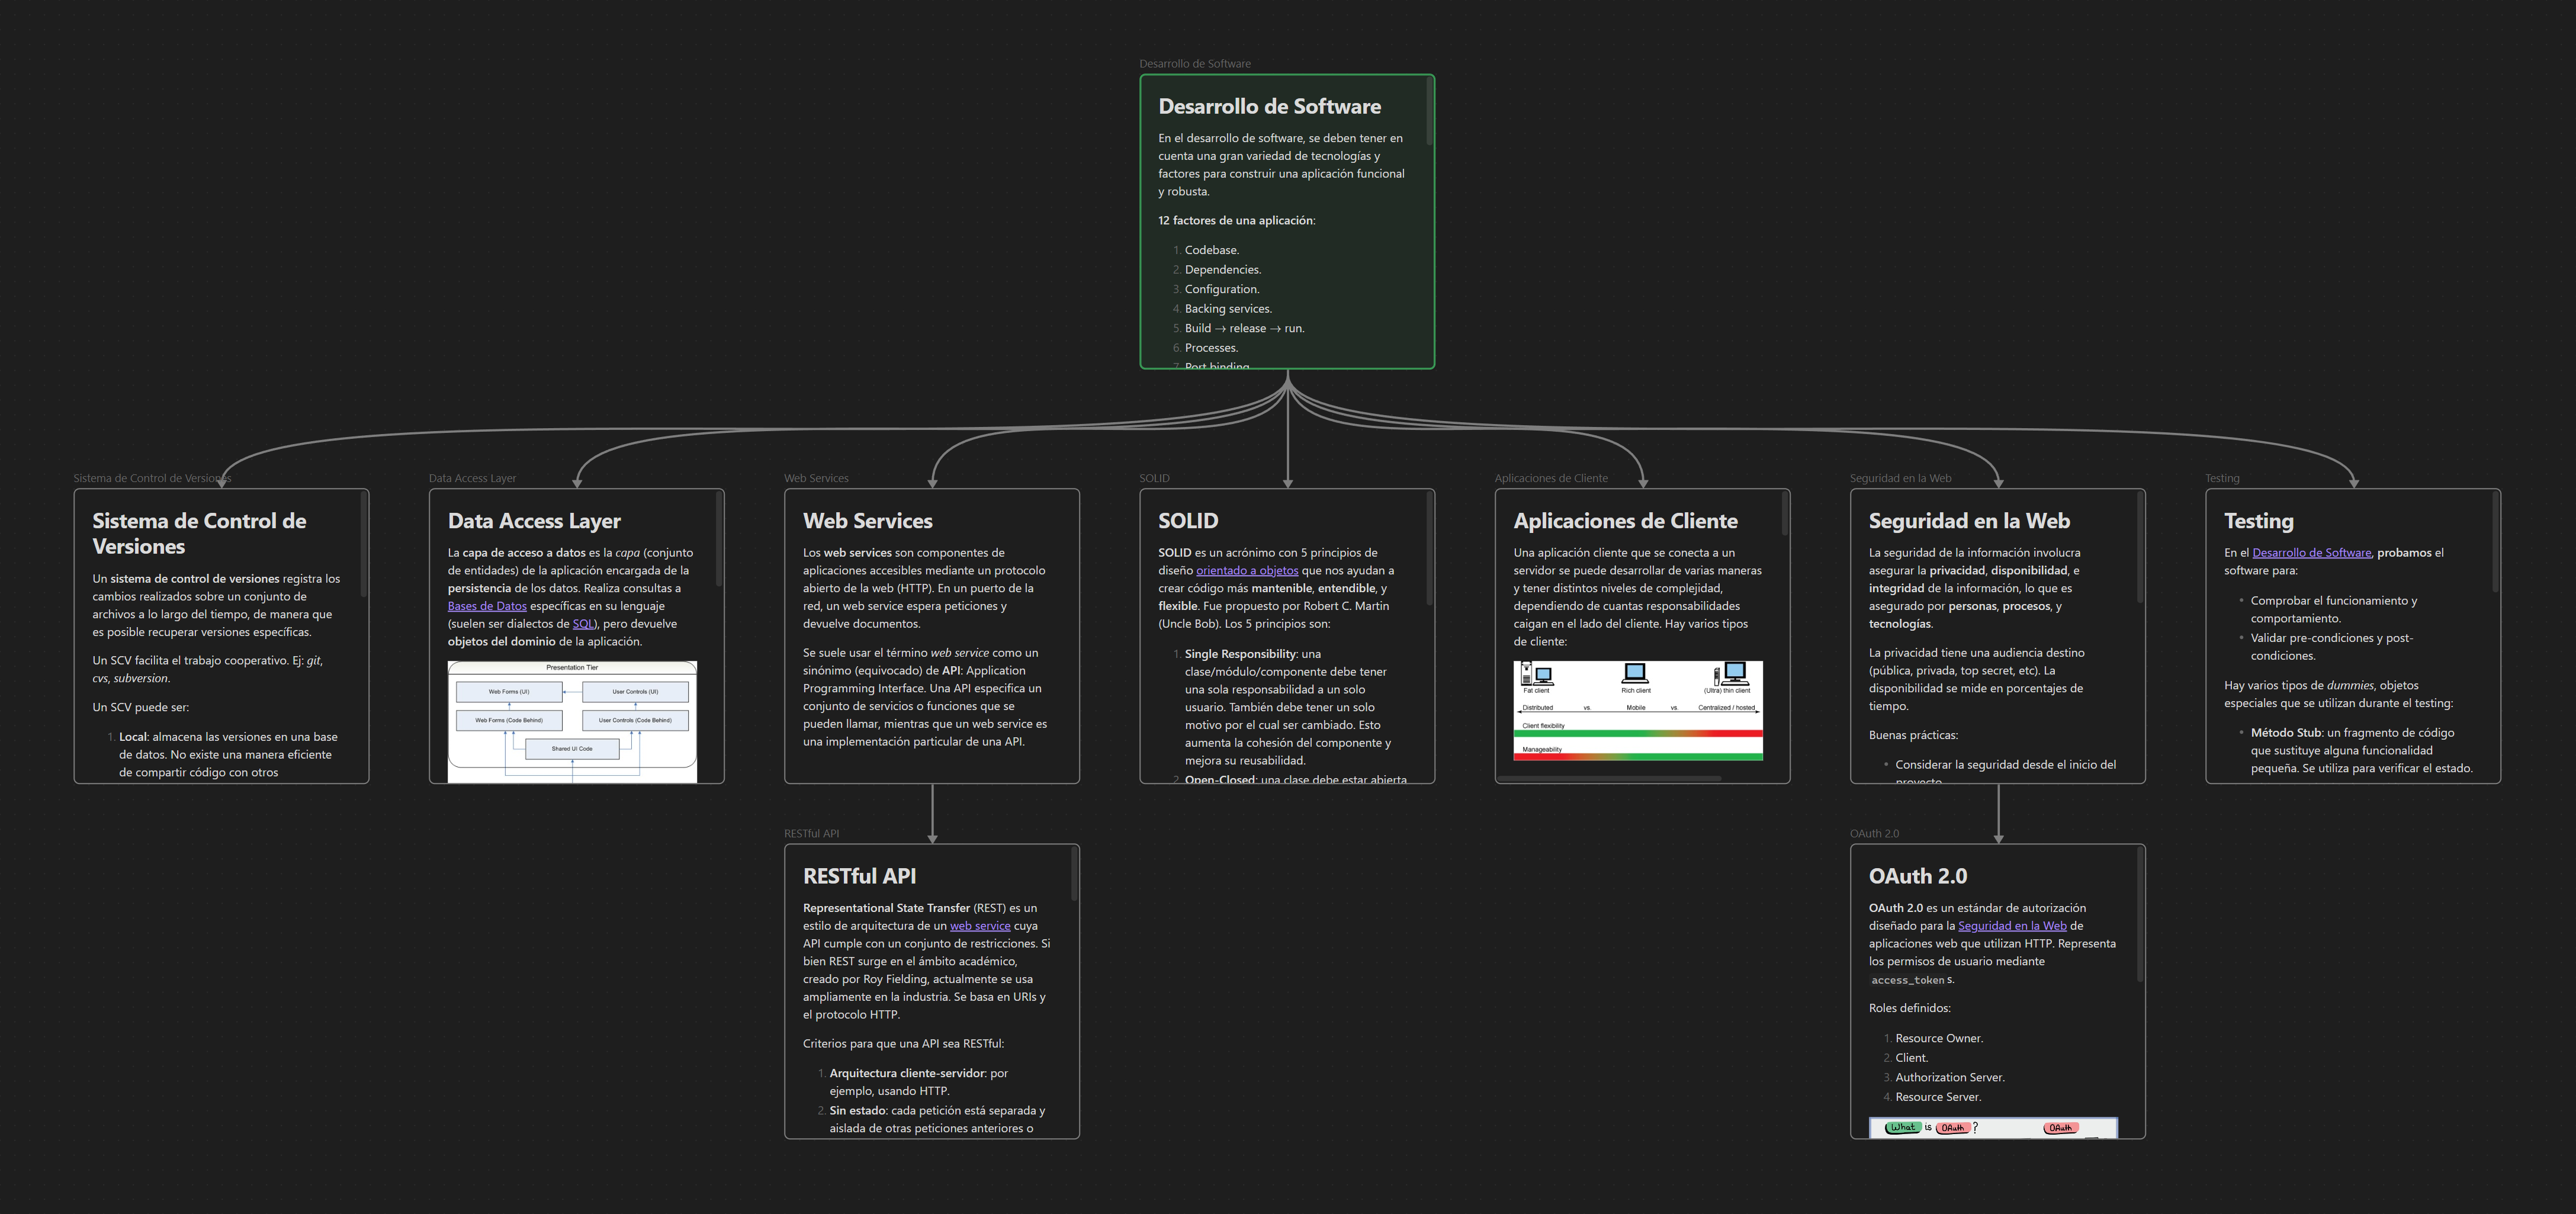 Desarrollo de Software
Desarrollo de Software
En el desarrollo de software, se deben tener en
cuenta una gran variedad de tecnologías y
factores para construir una aplicación funcional
y robusta.
12 factores de una aplicación:
1. Codebase.
2. Dependencies.
3. Configuration.
4. Backing services.
5. Build → release → run.
6. Processes.
7. Port binding
Sistema de Control de Versiones
Sistema de Control de
Versiones
Un sistema de control de versiones registra los
cambios realizados sobre un conjunto de
archivos a lo largo del tiempo, de manera que
es posible recuperar versiones específicas.
Un SCV facilita el trabajo cooperativo. Ej: git,
cvs, subversion.
Un SCV puede ser:
1. Local: almacena las versiones en una base
de datos. No existe una manera eficiente
de compartir código con otros
Data Access Layer
Data Access Layer
La capa de acceso a datos es la capa (conjunto
de entidades) de la aplicación encargada de la
persistencia de los datos. Realiza consultas a
Bases de Datos específicas en su lenguaje
(suelen ser dialectos de SQL), pero devuelve
objetos del dominio de la aplicación.
Presentation Tier
Web Forms (UI)
User Controls (UI)
Web Forms (Code Behind)
User Controls (Code Behind)
Shared UI Code
Web Services
Web Services
Los web services son componentes de
aplicaciones accesibles mediante un protocolo
abierto de la web (HTTP). En un puerto de la
red, un web service espera peticiones y
devuelve documentos.
Se suele usar el término web service como un
sinónimo (equivocado) de API: Application
Programming Interface. Una API especifica un
conjunto de servicios o funciones que se
pueden llamar, mientras que un web service es
una implementación particular de una API.
SOLID
SOLID
SOLID es un acrónimo con 5 principios de
diseño orientado a objetos que nos ayudan a
crear código más mantenible, entendible, y
flexible. Fue propuesto por Robert C. Martin
(Uncle Bob). Los 5 principios son:
1. Single Responsibility: una
clase/módulo/componente debe tener
una sola responsabilidad a un solo
usuario. También debe tener un solo
motivo por el cual ser cambiado. Esto
aumenta la cohesión del componente y
mejora su reusabilidad.
2. Open-Closed: una clase debe estar abierta
Aplicaciones de Cliente
Aplicaciones de Cliente
Una aplicación cliente que se conecta a un
servidor se puede desarrollar de varias maneras
y tener distintos niveles de complejidad,
dependiendo de cuantas responsabilidades
caigan en el lado del cliente. Hay varios tipos
de cliente:
Fat client
Rich client
(Ultra) thin client
Distributed vs. Mobile vs. Centralized / hosted
Client flexibility
Manageability
Seguridad en la Web
Seguridad en la Web
La seguridad de la información involucra
asegurar la privacidad, disponibilidad, e
integridad de la información, lo que es
asegurado por personas, procesos, y
tecnologías.
La privacidad tiene una audiencia destino
(pública, privada, top secret, etc). La
disponibilidad se mide en porcentajes de
tiempo.
Buenas prácticas:
• Considerar la seguridad desde el inicio del
proyecto
Testing
Testing
En el Desarrollo de Software, probamos el
software para:
• Comprobar el funcionamiento y
comportamiento.
• Validar pre-condiciones y post-
condiciones.
Hay varios tipos de dummies, objetos
especiales que se utilizan durante el testing:
• Método Stub: un fragmento de código
que sustituye alguna funcionalidad
pequeña. Se utiliza para verificar el estado.
RESTful API
RESTful API
Representational State Transfer (REST) es un
estilo de arquitectura de un web service cuya
API cumple con un conjunto de restricciones. Si
bien REST surge en el ámbito académico,
creado por Roy Fielding, actualmente se usa
ampliamente en la industria. Se basa en URIs y
el protocolo HTTP.
Criterios para que una API sea RESTful:
1. Arquitectura cliente-servidor: por
ejemplo, usando HTTP.
2. Sin estado: cada petición está separada y
aislada de otras peticiones anteriores o
OAuth 2.0
OAuth 2.0
OAuth 2.0 es un estándar de autorización
diseñado para la Seguridad en la Web de
aplicaciones web que utilizan HTTP. Representa
los permisos de usuario mediante
access_token s.
Roles definidos:
1. Resource Owner.
2. Client.
3. Authorization Server.
4. Resource Server.
What is OAuth ?
OAuth